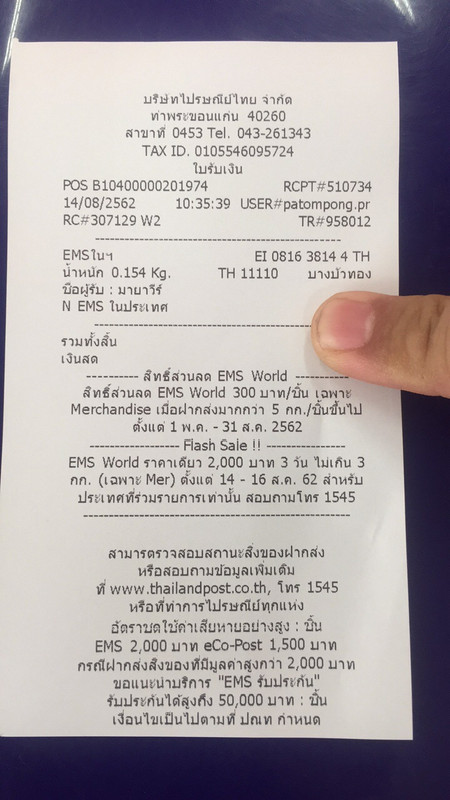 บริษัทไปรษณีย์ไทย จำกัด
ท่าพระขอนแก่น 40260
สาขาที่ 0453 Tel. 043-261343
TAX ID. 0105546095724
ใบรับเงิน
POS B10400000201974 RCPT#510734
14/08/2562 10:35:39 USER#patompong.pr
RC#307129 W2 TR#958012
EMSในฯ EI 0816 3814 4 TH
น้ำหนัก 0.154 Kg. TH 11110 บางบัวทอง
ชื่อผู้รับ : มายาวีร์
N EMS ในประเทศ
รวมทั้งสิ้น
เงินสด
---------- สิทธิ์ส่วนลด EMS World ----------
สิทธิ์ส่วนลด EMS World 300 บาท/ชิ้น เฉพาะ
Merchandise เมื่อฝากส่งมากกว่า 5 กก./ชิ้นขึ้นไป
ตั้งแต่ 1 พ.ค. - 31 ส.ค. 2562
----------------- Flash Sale !! ---------------
EMS World ราคาเดียว 2,000 บาท 3 วัน ไม่เกิน 3
กก. (เฉพาะ Mer) ตั้งแต่ 14 - 16 ส.ค. 62 สำหรับ
ประเทศที่ร่วมรายการเท่านั้น สอบถามโทร 1545
สามารถตรวจสอบสถานะสิ่งของฝากส่ง
หรือสอบถามข้อมูลเพิ่มเติม
ที่ www.thailandpost.co.th, โทร 1545
หรือที่ทำการไปรษณีย์ทุกแห่ง
อัตราชดใช้ค่าเสียหายอย่างสูง : ชิ้น
EMS 2,000 บาท eCo-Post 1,500 บาท
กรณีฝากส่งสิ่งของที่มีมูลค่าสูงกว่า 2,000 บาท
ขอแนะนำบริการ "EMS รับประกัน"
รับประกันได้สูงถึง 50,000 บาท : ชิ้น
เงื่อนไขเป็นไปตามที่ ปณท กำหนด